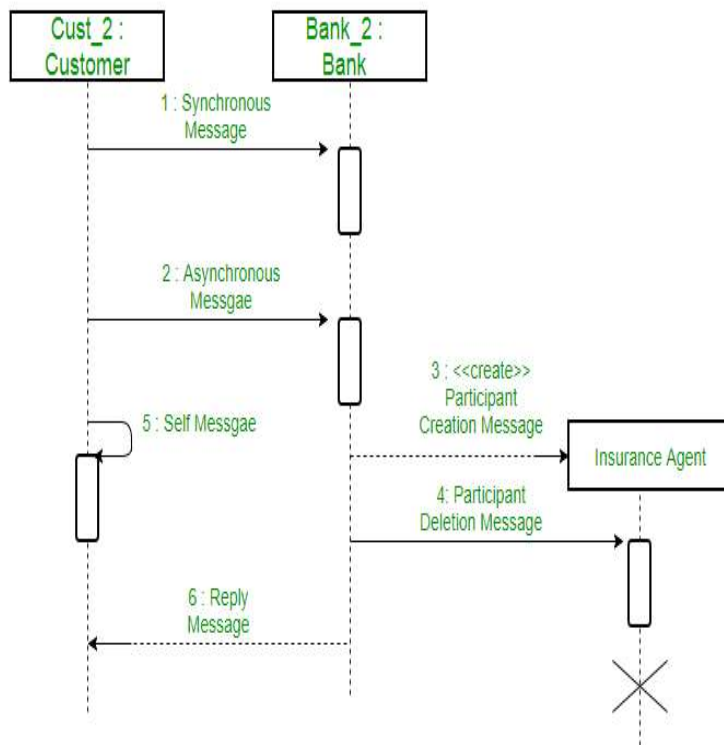 Cust_2 :
Customer
Bank_2 :
Bank
1 : Synchronous
Message
2 : Asynchronous
Messgae
3 : <<create>>
Participant
Creation Message
5 : Self Messgae
Insurance Agent
4: Participant
Deletion Message
6 : Reply
Message